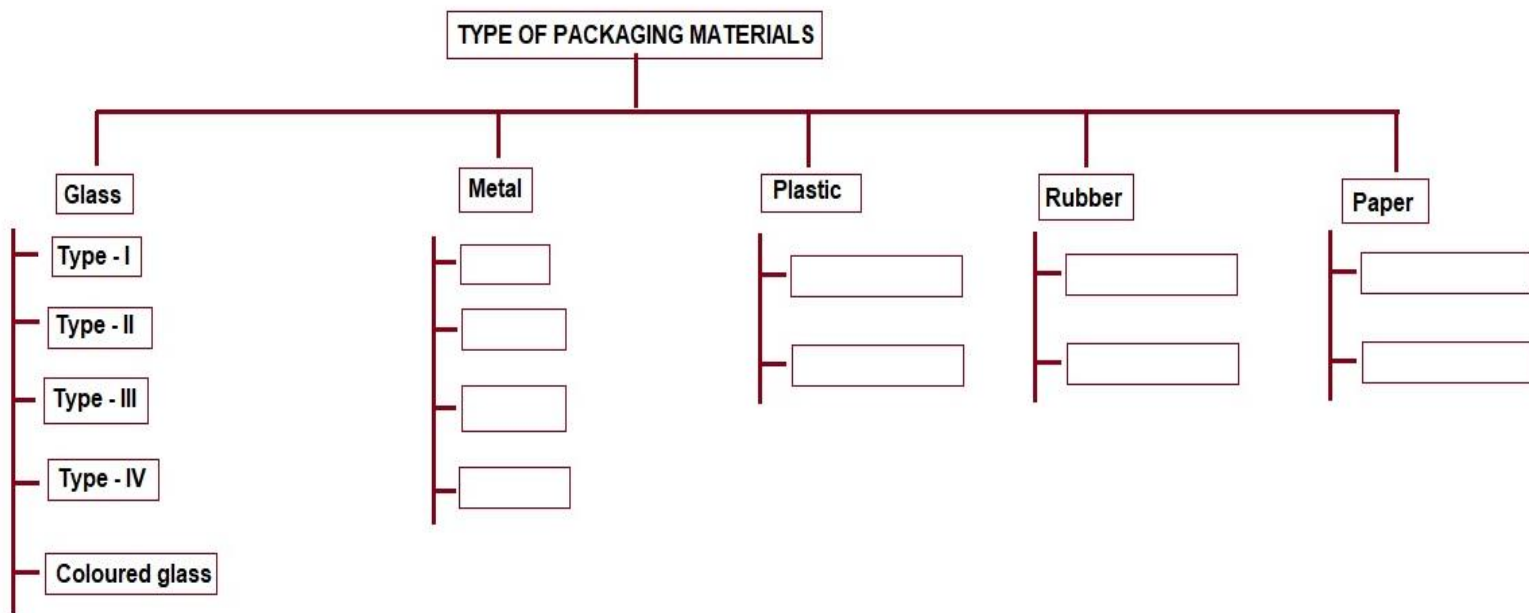 TYPE OF PACKAGING MATERIALS
Glass
Metal
Plastic
Rubber
Paper
Type - I
Type - II
Type - III
Type - IV
Coloured glass